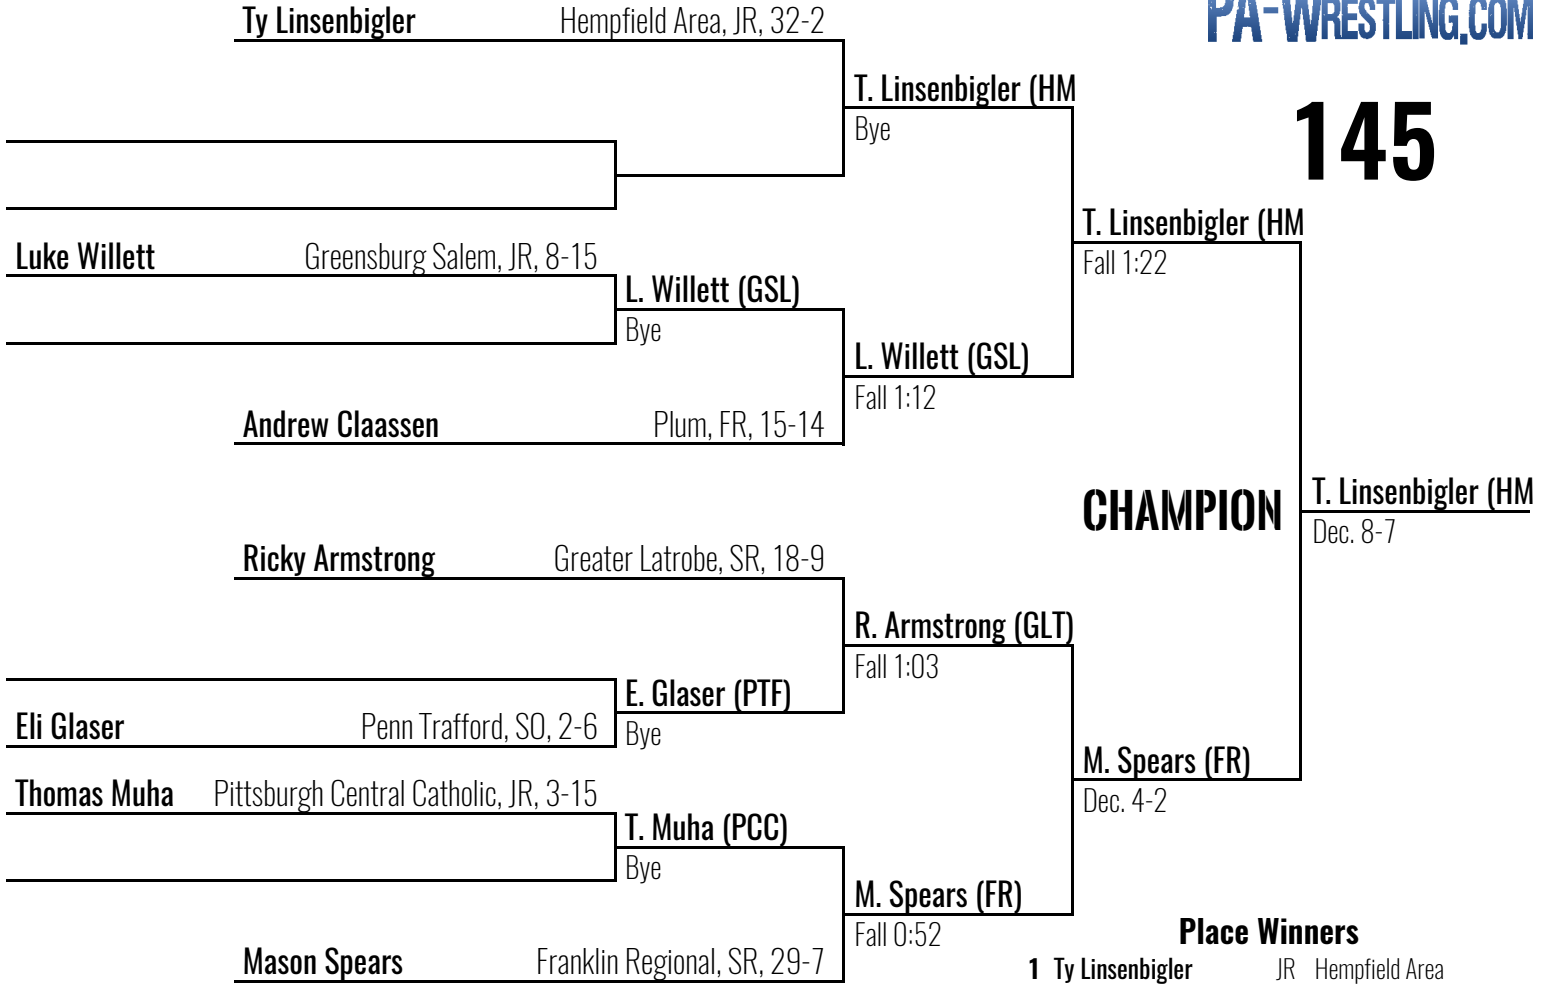 Ty Linsenbigler Hempfield Area, JR, 32-2
PA-WRESTLING.COM
T. Linsenbigler (HM
Bye
145
T. Linsenbigler (HM
Fall 1:22
Luke Willett Greensburg Salem, JR, 8-15
L. Willett (GSL)
Bye
L. Willett (GSL)
Fall 1:12
Andrew Claassen Plum, FR, 15-14
CHAMPION
T. Linsenbigler (HM
Dec. 8-7
Ricky Armstrong Greater Latrobe, SR, 18-9
R. Armstrong (GLT)
Fall 1:03
E. Glaser (PTF)
Eli Glaser Penn Trafford, SO, 2-6
Bye
M. Spears (FR)
Dec. 4-2
Thomas Muha Pittsburgh Central Catholic, JR, 3-15
T. Muha (PCC)
Bye
M. Spears (FR)
Fall 0:52
Mason Spears Franklin Regional, SR, 29-7
Place Winners
1 Ty Linsenbigler JR Hempfield Area